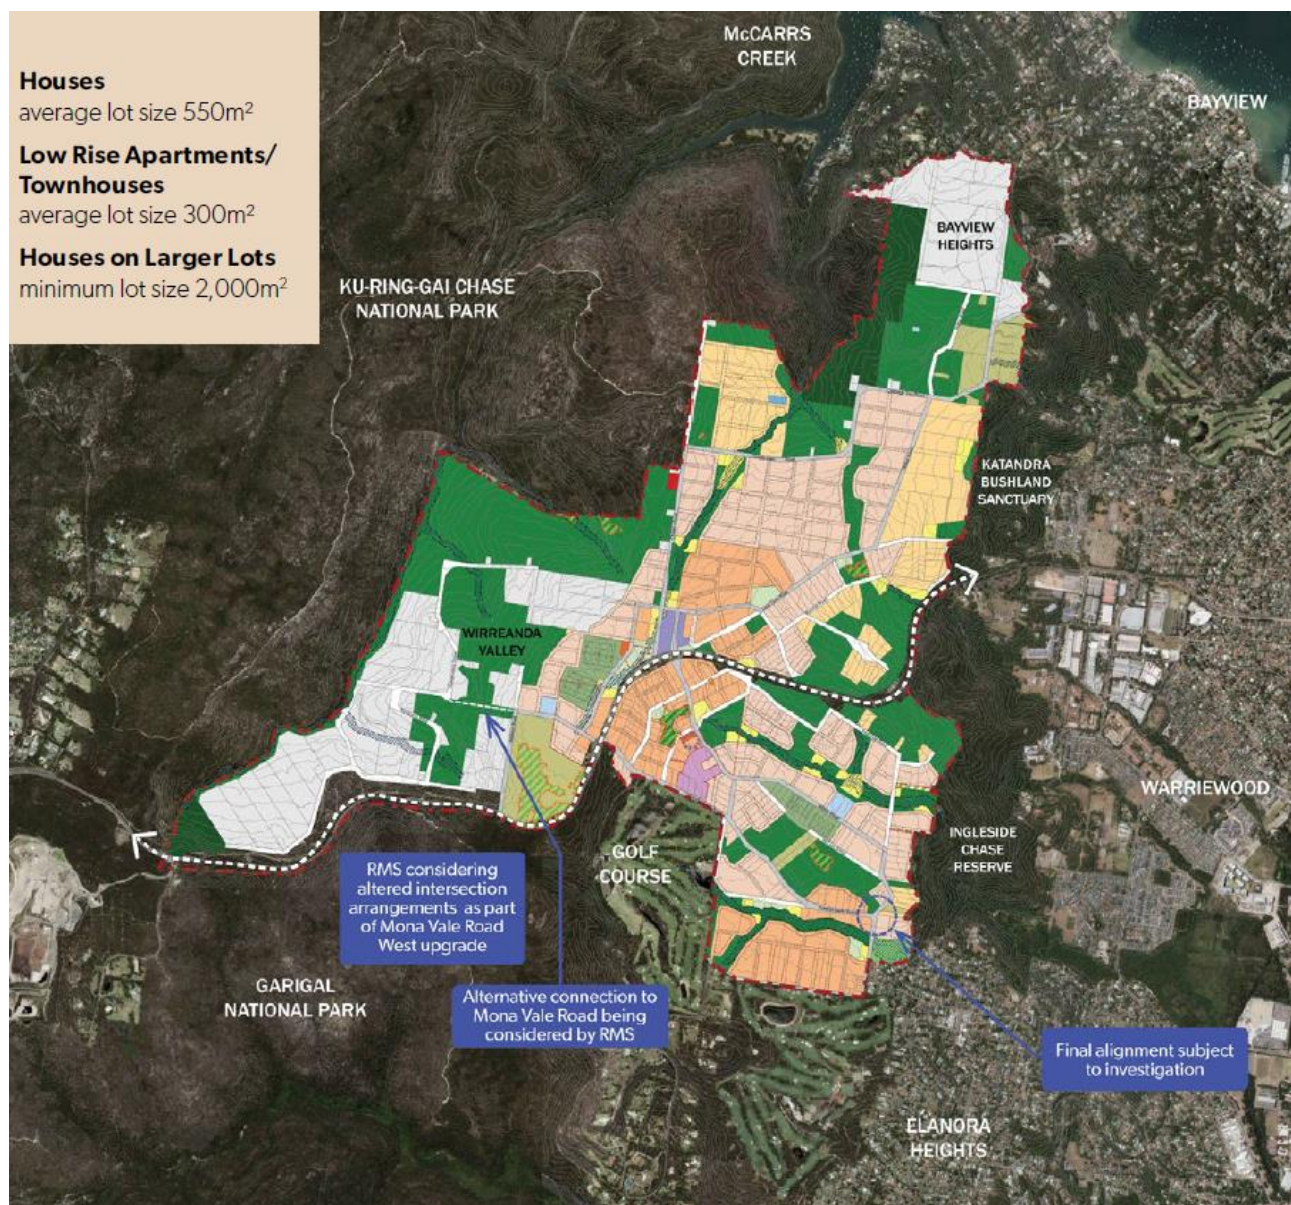 Houses
average lot size 550m²
Low Rise Apartments/
Townhouses
average lot size 300m²
Houses on Larger Lots
minimum lot size 2,000m²
McCARRS
CREEK
BAYVIEW
BAYVIEW
HEIGHTS
KU-RING-GAI CHASE
NATIONAL PARK
KATANDRA
BUSHLAND
SANCTUARY
WIRREANDA
VALLEY
WARRIEWOOD
INGLESIDE
CHASE
RESERVE
GOLF
COURSE
RMS considering
altered intersection
arrangements as part
of Mona Vale Road
West upgrade
GARIGAL
NATIONAL PARK
Alternative connection to
Mona Vale Road being
considered by RMS
Final alignment subject
to investigation
ELANORA
HEIGHTS